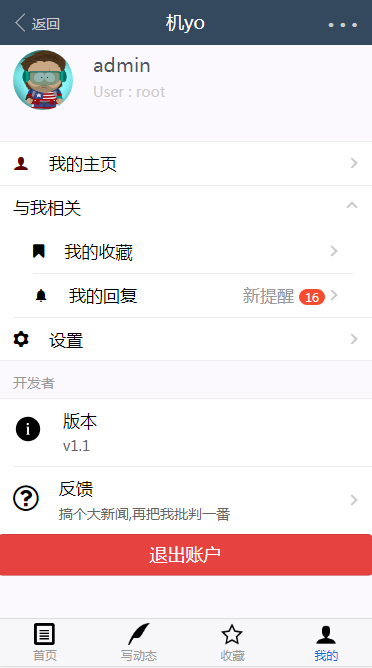 返回
机yo
admin
User : root
我的主页
与我相关
我的收藏
我的回复 新提醒 16
设置
开发者
版本
v1.1
反馈
搞个大新闻,再把我批判一番
退出账户
首页 写动态 收藏 我的